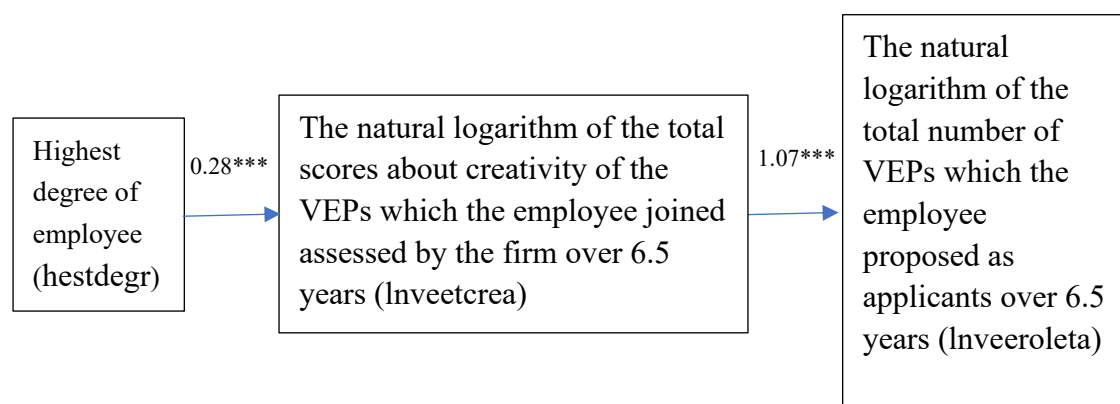 Highest
degree of
employee
(hestdegr)
0.28***
The natural logarithm of the total
scores about creativity of the
VEPs which the employee joined
assessed by the firm over 6.5
years (lnveetcrea)
1.07***
The natural
logarithm of the
total number of
VEPs which the
employee
proposed as
applicants over 6.5
years (lnveeroleta)